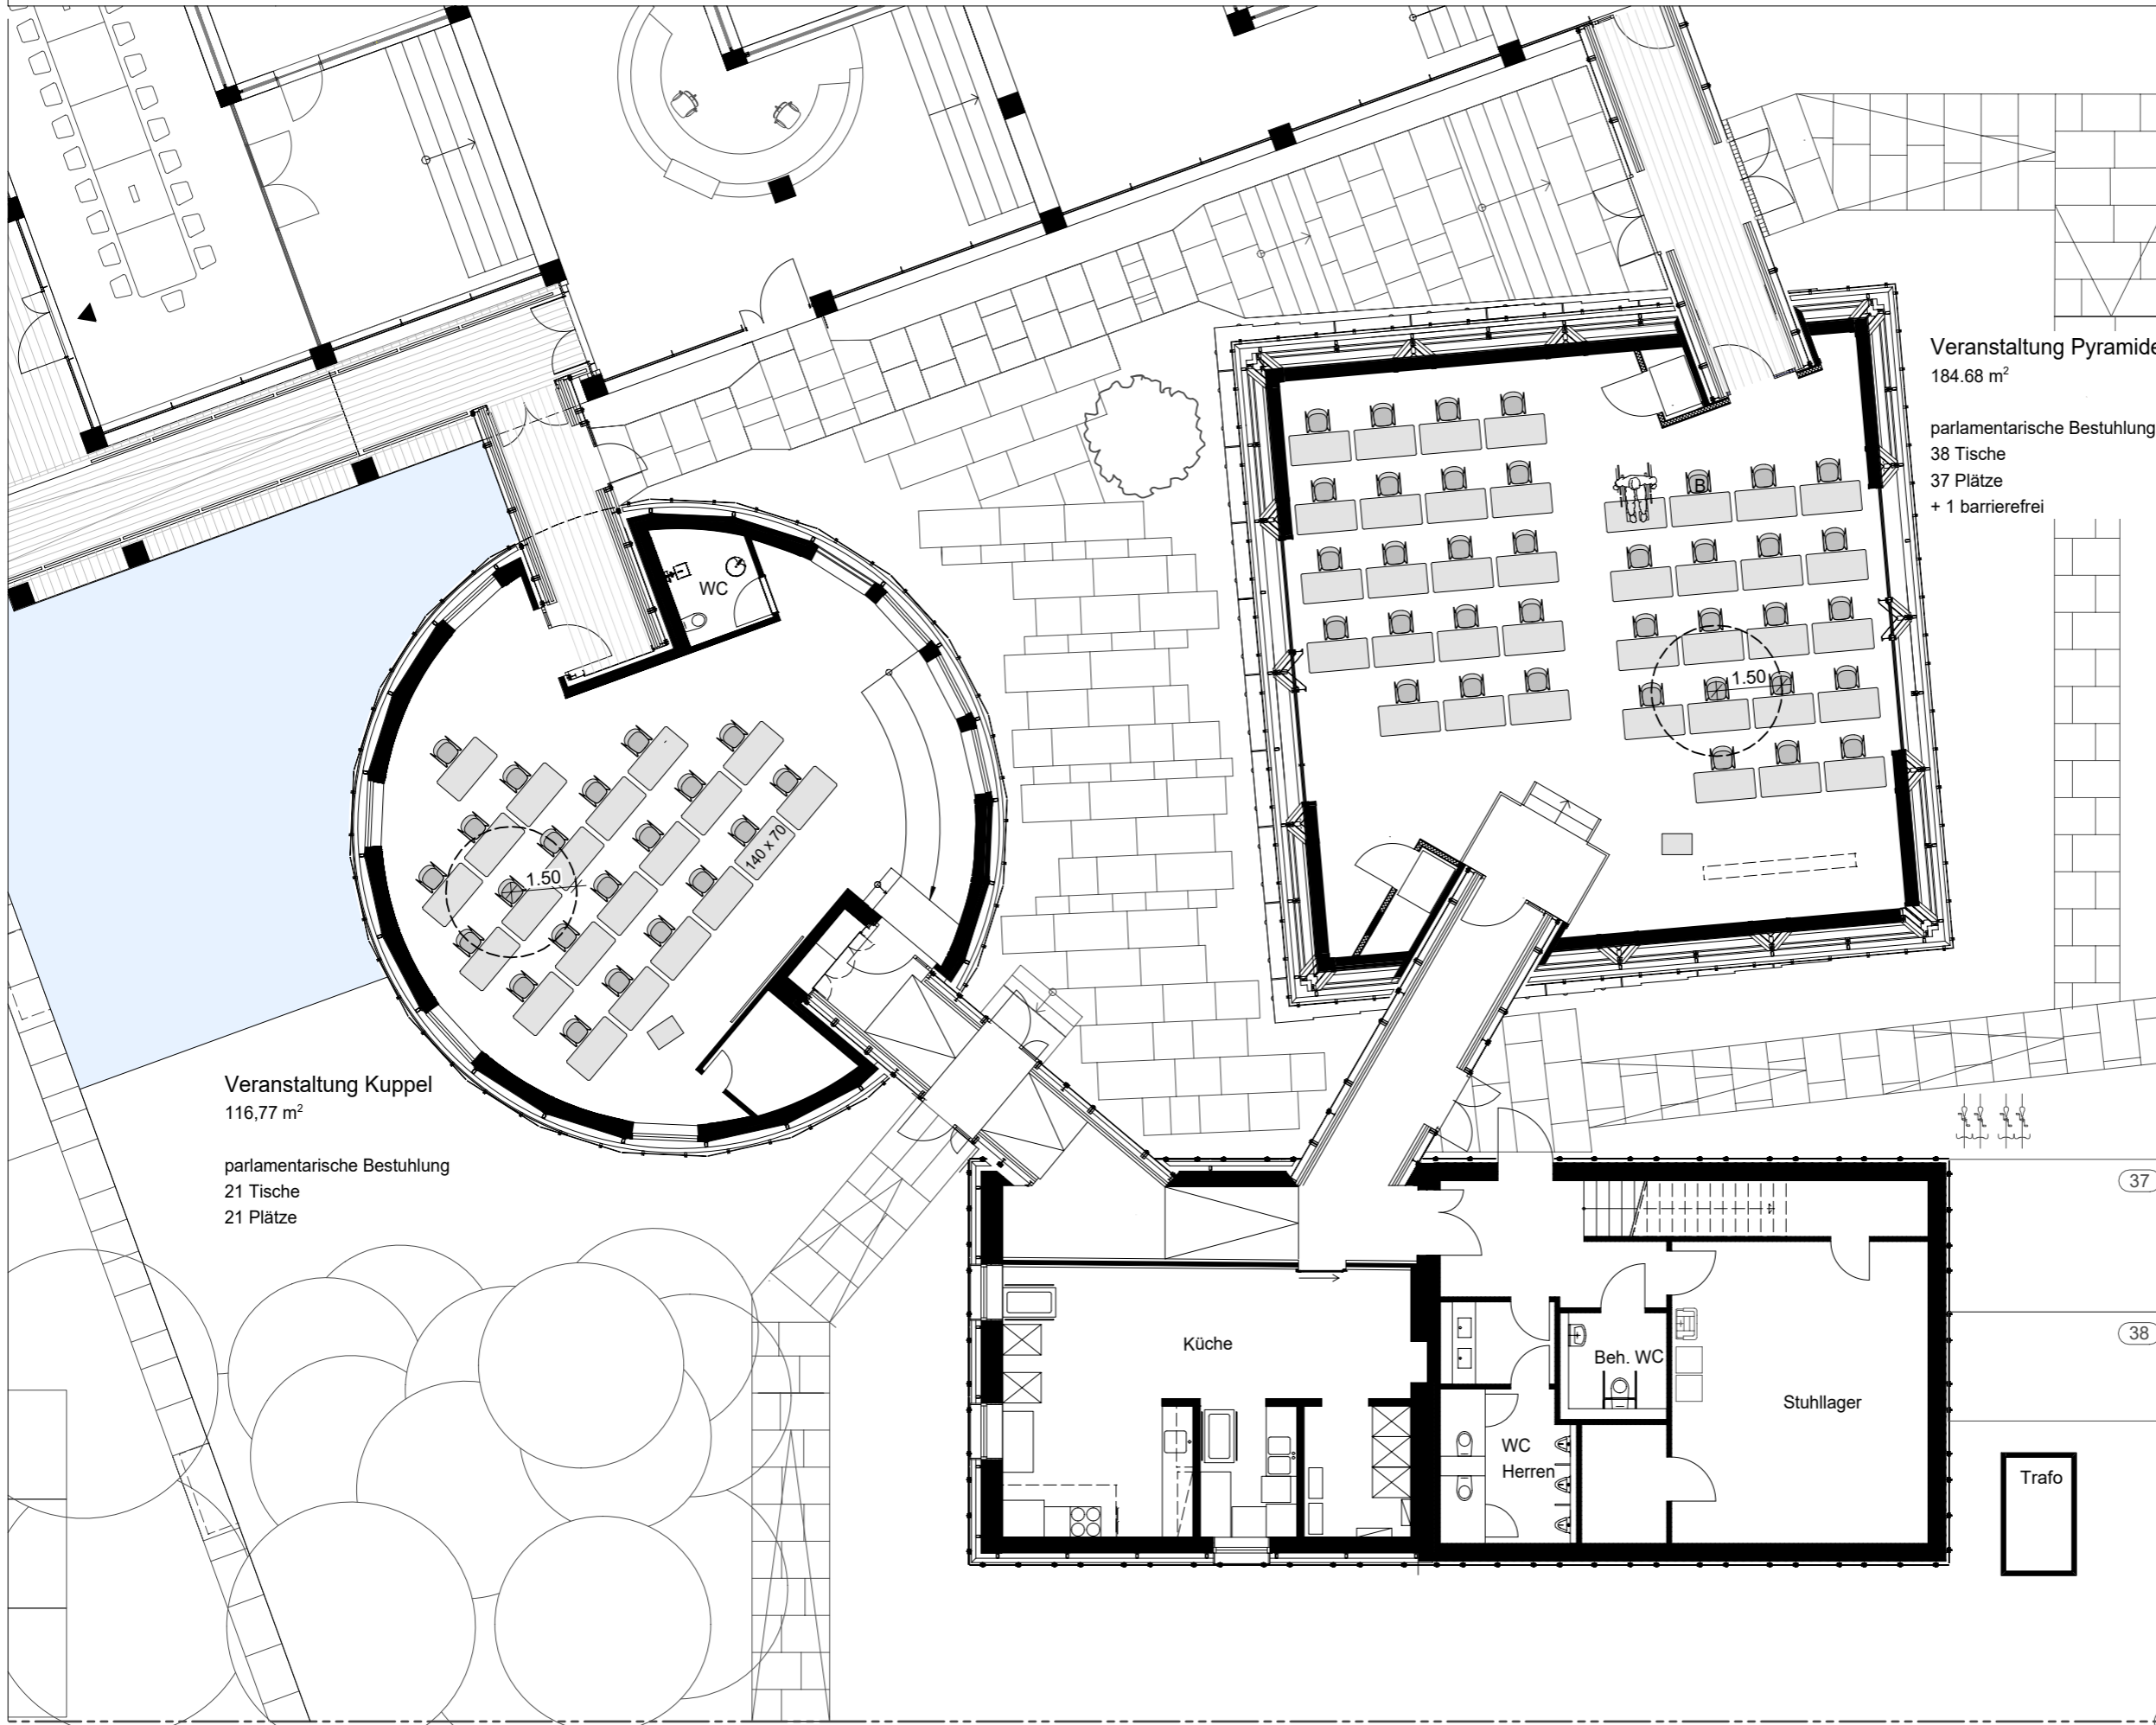 Veranstaltung Pyramide
184.68 m²
parlamentarische Bestuhlung
38 Tische
37 Plätze
+ 1 barrierefrei
B
WC
1.50
140 x 70
1.50
Veranstaltung Kuppel
116,77 m²
parlamentarische Bestuhlung
21 Tische
21 Plätze
37
38
Küche
Beh. WC
Stuhllager
WC
Herren
Trafo